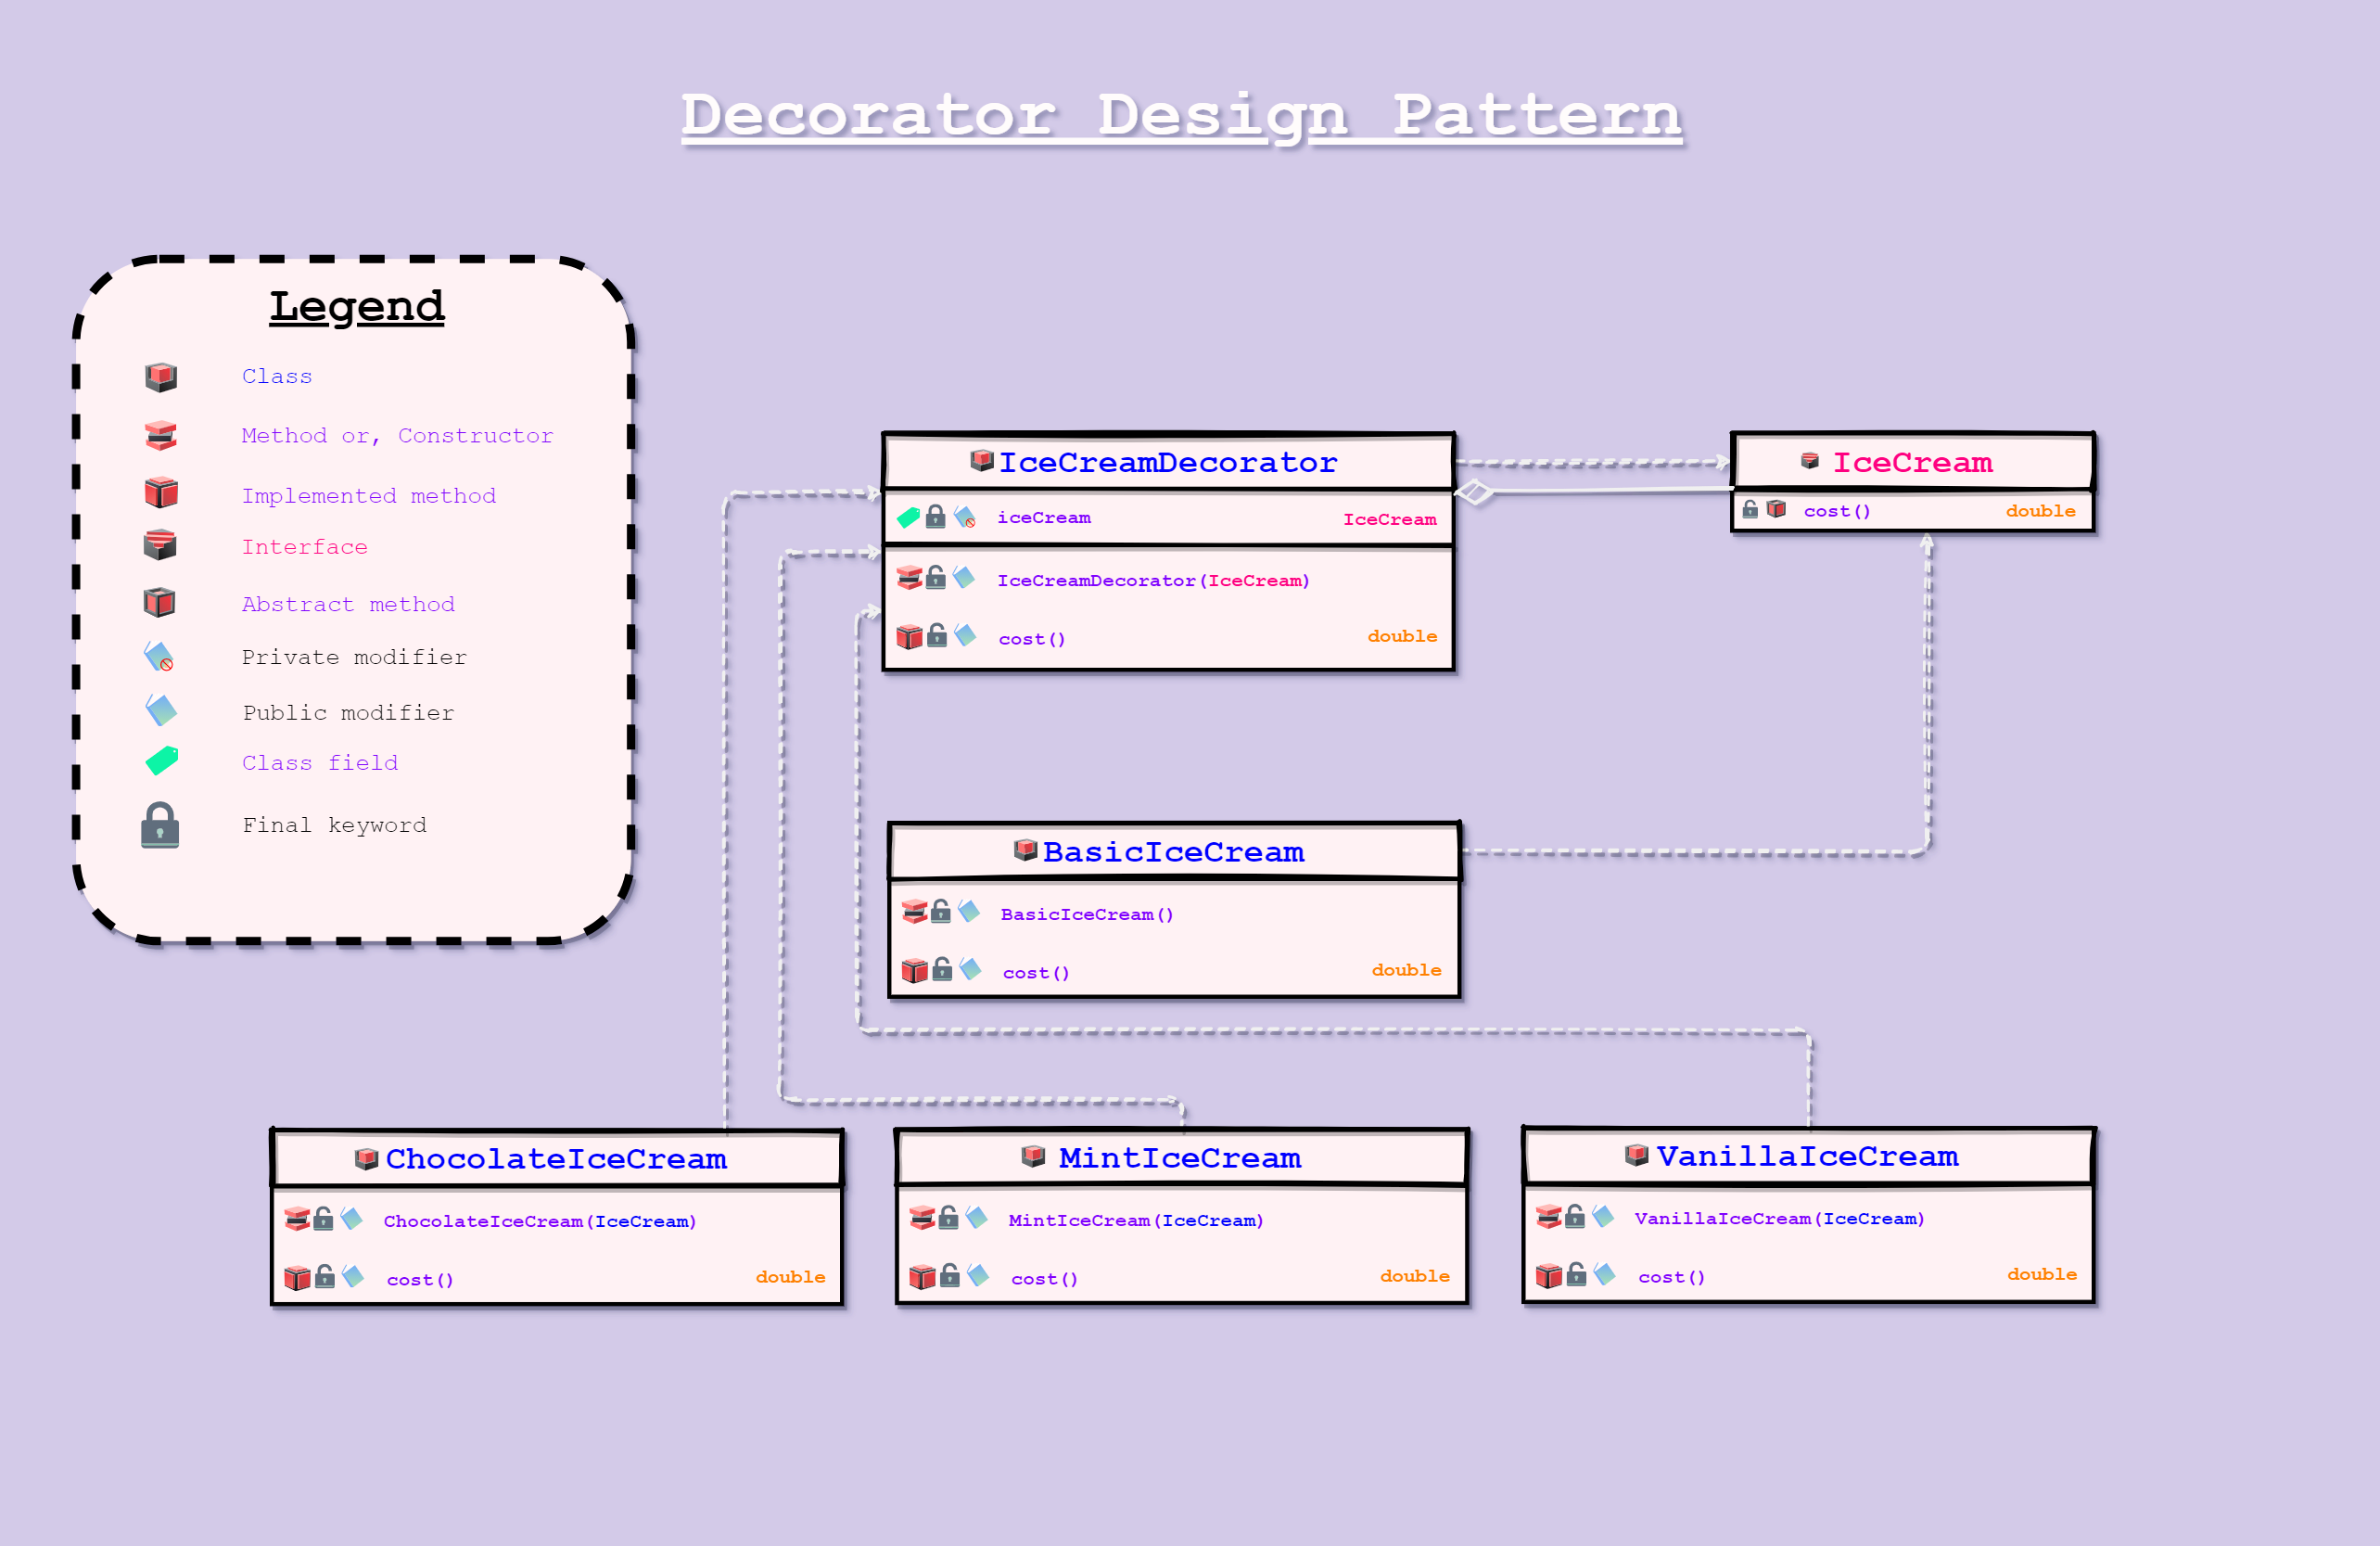 Decorator Design Pattern
Legend
Class
Method or, Constructor
Implemented method
Interface
Abstract method
Private modifier
Public modifier
Class field
Final keyword
IceCreamDecorator
iceCream IceCream
IceCreamDecorator(IceCream)
cost() double
IceCream
cost() double
BasicIceCream
BasicIceCream()
cost() double
ChocolateIceCream
ChocolateIceCream(IceCream)
cost() double
MintIceCream
MintIceCream(IceCream)
cost() double
VanillaIceCream
VanillaIceCream(IceCream)
cost() double